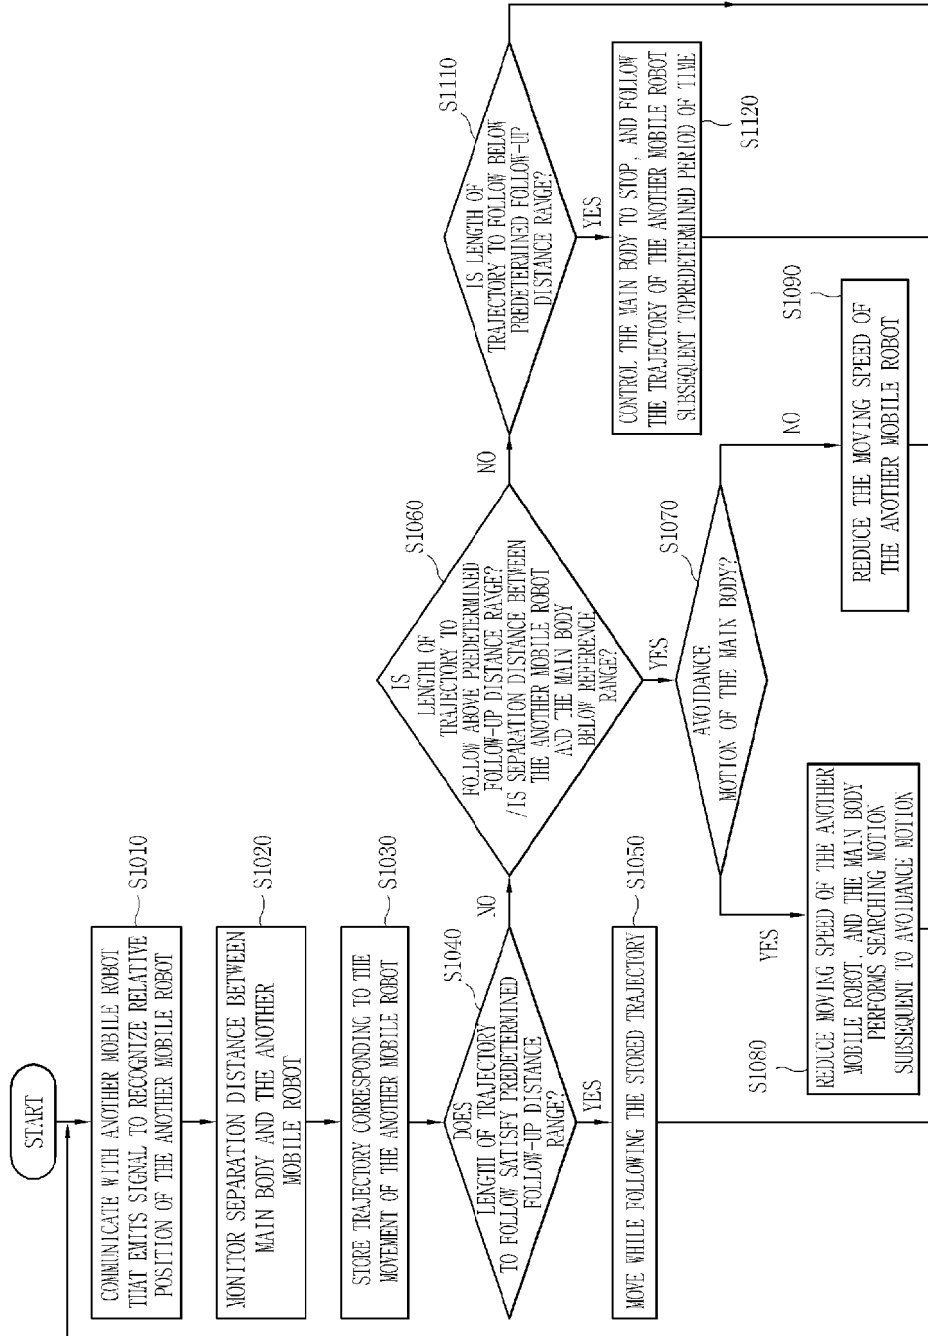 START
COMMUNICATE WITH ANOTHER MOBILE ROBOT
THAT EMITS SIGNAL TO RECOGNIZE RELATIVE
POSITION OF THE ANOTHER MOBILE ROBOT
S1010
MONITOR SEPARATION DISTANCE BETWEEN
MAIN BODY AND THE ANOTHER
MOBILE ROBOT
S1020
STORE TRAJECTORY CORRESPONDING TO THE
MOVEMENT OF THE ANOTHER MOBILE ROBOT
S1030
DOES
LENGTH OF TRAJECTORY
TO FOLLOW SATISFY PREDETERMINED
FOLLOW-UP DISTANCE
RANGE?
S1040
NO
YES
MOVE WHILE FOLLOWING THE STORED TRAJECTORY
S1050
IS
LENGTH OF
TRAJECTORY TO
FOLLOW ABOVE PREDETERMINED
FOLLOW-UP DISTANCE RANGE?
/IS SEPARATION DISTANCE BETWEEN
THE ANOTHER MOBILE ROBOT
AND THE MAIN BODY
BELOW REFERENCE
RANGE?
S1060
NO
YES
AVOIDANCE
MOTION OF THE MAIN BODY?
S1070
YES
NO
S1080
REDUCE MOVING SPEED OF THE ANOTHER
MOBILE ROBOT, AND THE MAIN BODY
PERFORMS SEARCHING MOTION
SUBSEQUENT TO AVOIDANCE MOTION
S1090
REDUCE THE MOVING SPEED OF
THE ANOTHER MOBILE ROBOT
IS LENGTH OF
TRAJECTORY TO FOLLOW BELOW
PREDETERMINED FOLLOW-UP
DISTANCE RANGE?
S1110
YES
CONTROL THE MAIN BODY TO STOP, AND FOLLOW
THE TRAJECTORY OF THE ANOTHER MOBILE ROBOT
SUBSEQUENT TOPREDETERMINED PERIOD OF TIME
S1120